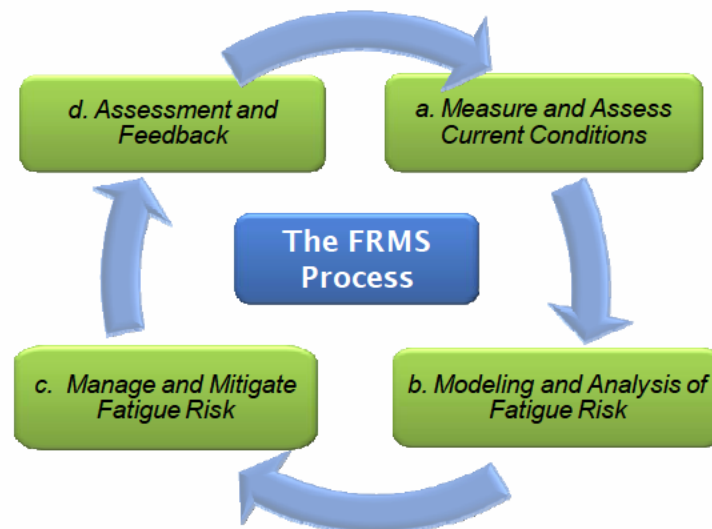 d. Assessment and
Feedback
a. Measure and Assess
Current Conditions
The FRMS
Process
c. Manage and Mitigate
Fatigue Risk
b. Modeling and Analysis of
Fatigue Risk